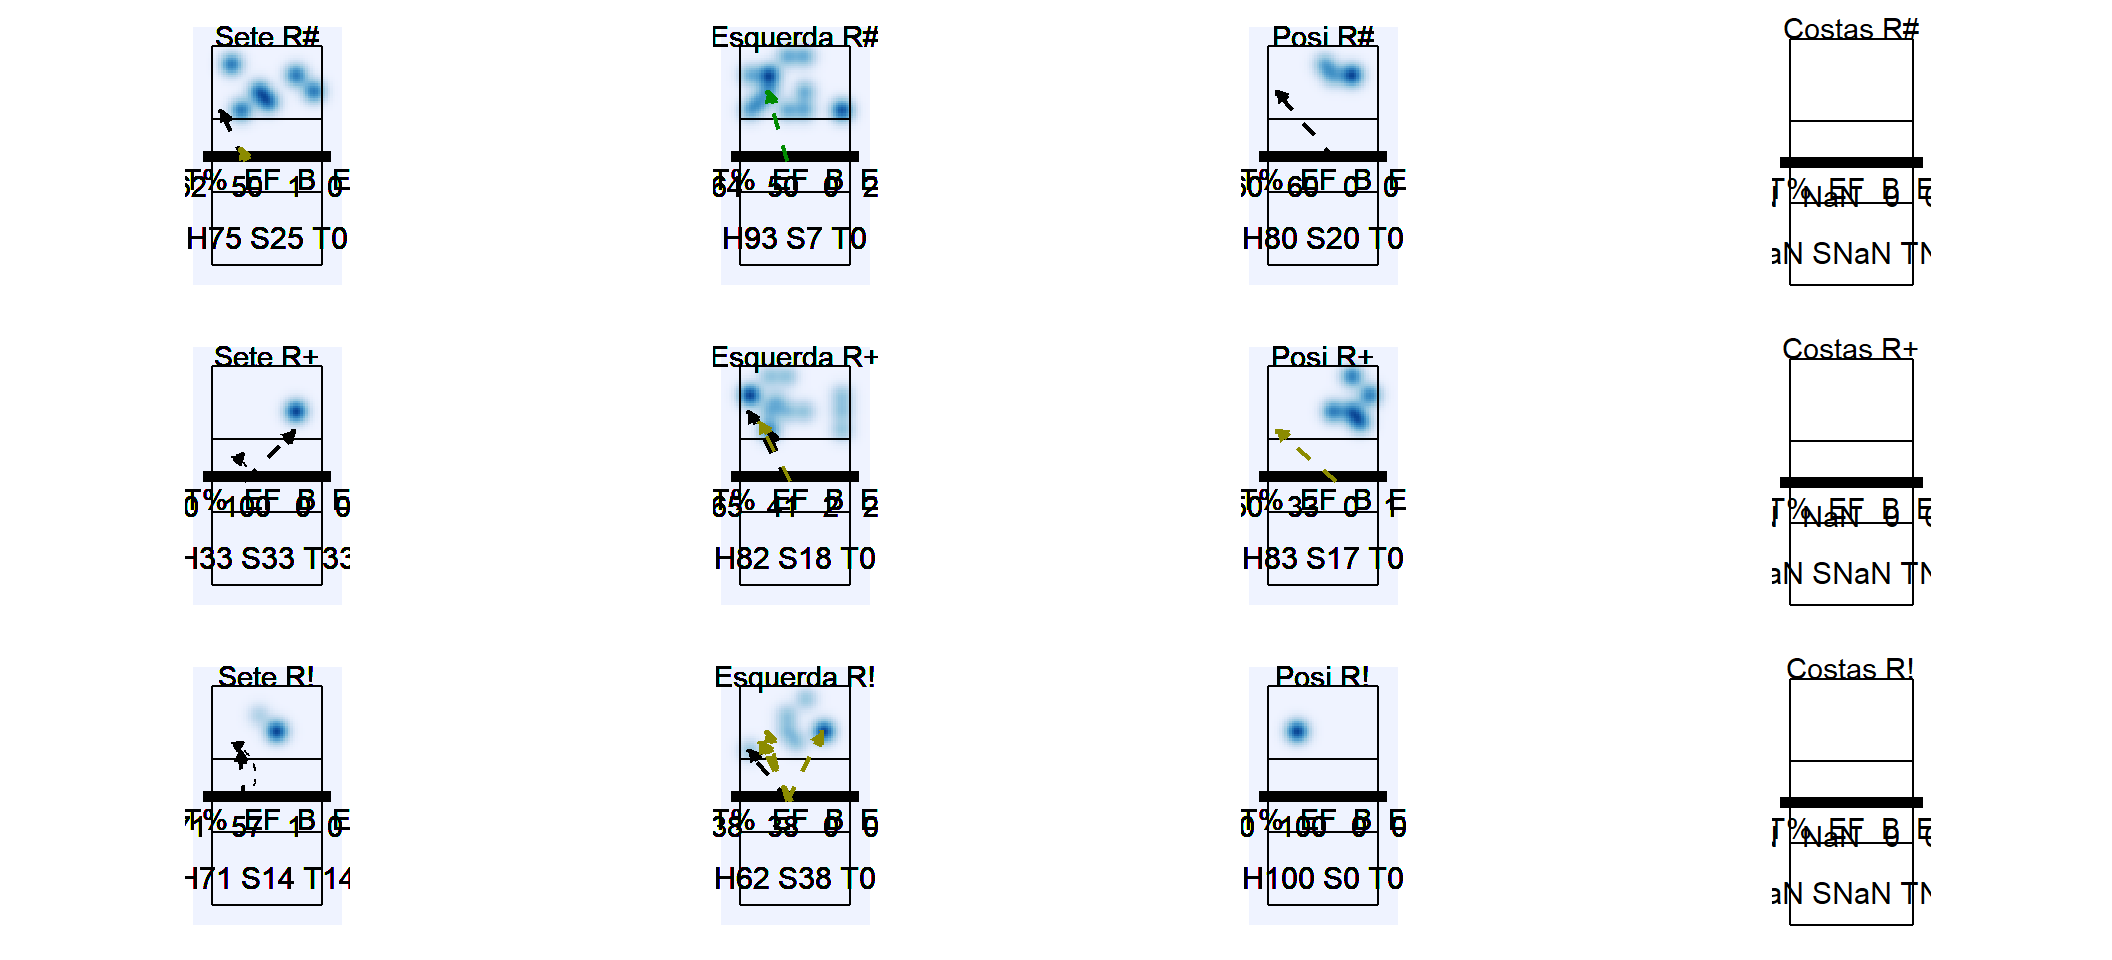 Sete R#
Esquerda R#
Posi R#
Costas R#
T% EF B E
T% EF B E
T% EF B E
T% EF B E
50 1 0
64 50 0 2
60 0 0
NaN 0
H75 S25 T0
H93 S7 T0
H80 S20 T0
aN SNaN TN
Sete R+
Esquerda R+
Posi R+
Costas R+
T% EF B E
T% EF B E
T% EF B E
T% EF B E
0 100 0 0
65 41 2 2
33 0 1
NaN 0
H33 S33 T33
H82 S18 T0
H83 S17 T0
aN SNaN TN
Sete R!
Esquerda R!
Posi R!
Costas R!
T% EF B E
T% EF B E
T% EF B E
T% EF B E
57 1 0
38 38 0 0
0 100 0 0
NaN 0
H71 S14 T14
H62 S38 T0
H100 S0 T0
aN SNaN TN